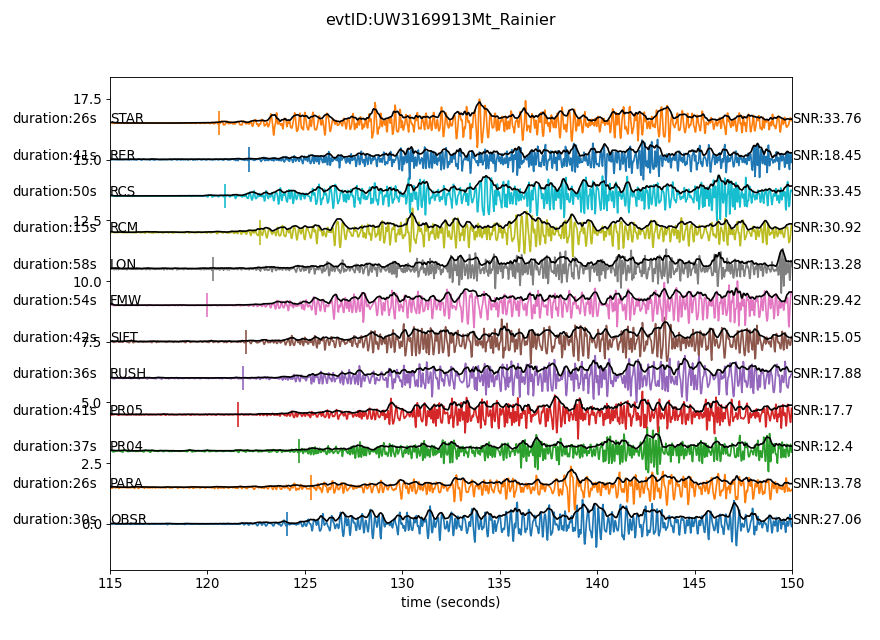 evtID:UW3169913Mt_Rainier
17.5
duration:26s STAR SNR:33.76
duration:41s RER SNR:18.45
15.0
duration:50s RCS SNR:33.45
12.5
duration:15s RCM SNR:30.92
duration:58s LON SNR:13.28
10.0
duration:54s FMW SNR:29.42
duration:42s SIFT SNR:15.05
7.5
duration:36s RUSH SNR:17.88
5.0
duration:41s PR05 SNR:17.7
duration:37s PR04 SNR:12.4
2.5
duration:26s PARA SNR:13.78
duration:30s OBSR SNR:27.06
0.0
115 120 125 130 135 140 145 150
time (seconds)